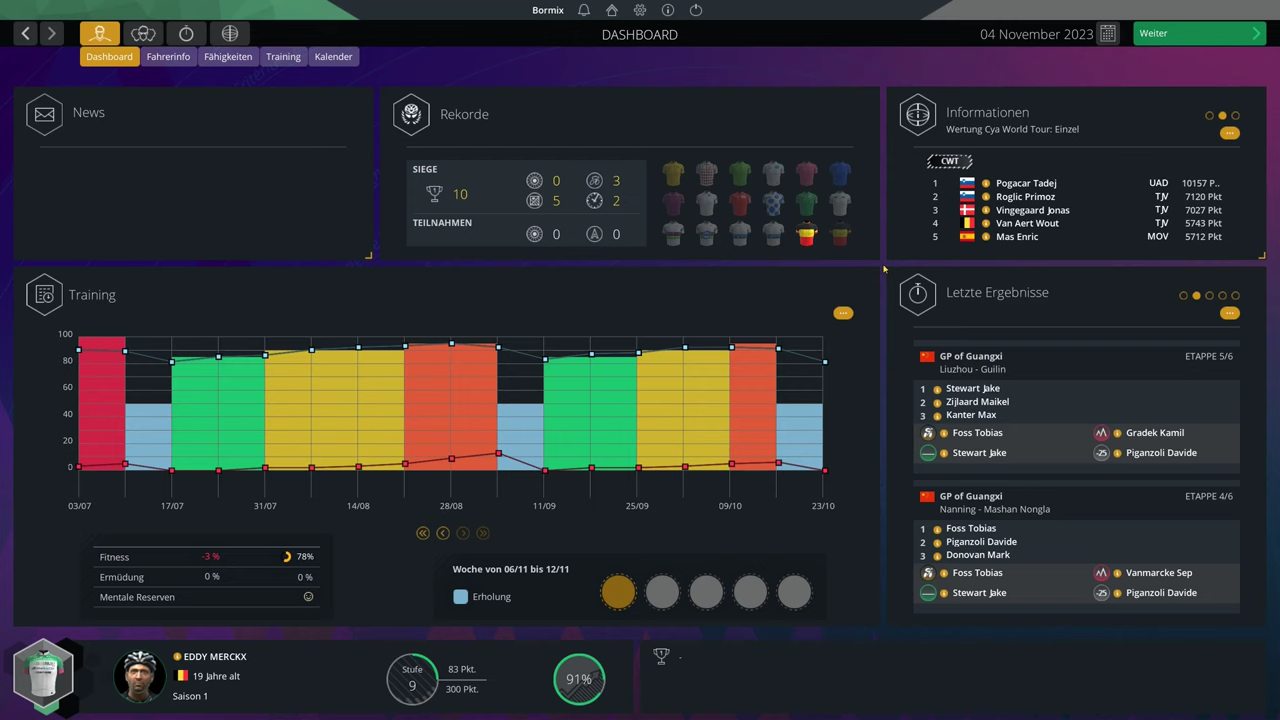 Bormix
DASHBOARD
04 November 2023
Weiter
Dashboard
Fahrerinfo
Fähigkeiten
Training
Kalender
News
Rekorde
SIEGE
10
0
3
5
2
TEILNAHMEN
0
0
Informationen
Wertung Cya World Tour: Einzel
CWT
1 Pogacar Tadej UAD 10157 P..
2 Roglic Primoz TJV 7120 Pkt
3 Vingegaard Jonas TJV 7027 Pkt
4 Van Aert Wout TJV 5743 Pkt
5 Mas Enric MOV 5712 Pkt
Training
100
80
60
40
20
0
03/07 17/07 31/07 14/08 28/08 11/09 25/09 09/10 23/10
Fitness -3 % 78%
Ermüdung 0 % 0 %
Mentale Reserven
Woche von 06/11 bis 12/11
Erholung
Letzte Ergebnisse
GP of Guangxi ETAPPE 5/6
Liuzhou - Guilin
1 Stewart Jake
2 Zijlaard Maikel
3 Kanter Max
Foss Tobias Gradek Kamil
Stewart Jake -25 Piganzoli Davide
GP of Guangxi ETAPPE 4/6
Nanning - Mashan Nongla
1 Foss Tobias
2 Piganzoli Davide
3 Donovan Mark
Foss Tobias Vanmarcke Sep
Stewart Jake -25 Piganzoli Davide
EDDY MERCKX
19 Jahre alt
Saison 1
Stufe
9
83 Pkt.
300 Pkt.
91%
-